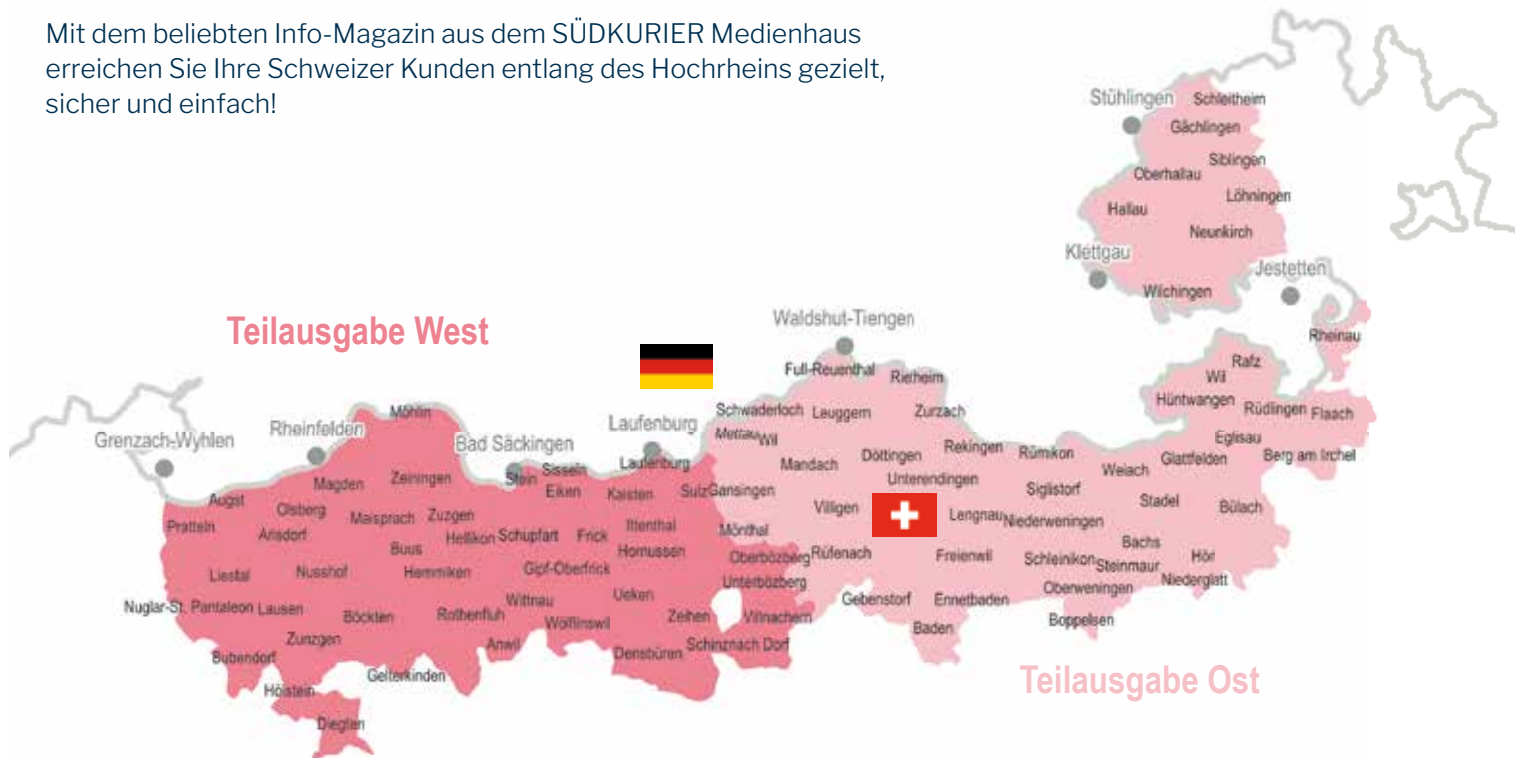 Mit dem beliebten Info-Magazin aus dem SÜDKURIER Medienhaus
erreichen Sie Ihre Schweizer Kunden entlang des Hochrheins gezielt,
sicher und einfach!
Stühlingen
Schleitheim
Gächlingen
Siblingen
Oberhallau
Löhningen
Hallau
Neunkirch
Klettgau
Jestetten
Wilchingen
Teilausgabe West
Waldshut-Tiengen
Rheinau
Full-Reuenthal
Rietheim
Rafz
Wil
Hüntwangen
Rüdlingen
Flaach
Schwaderloch
Leuggern
Zurzach
Möhlin
Grenzach-Wyhlen
Rheinfelden
Bad Säckingen
Laufenburg
Mettau
Wil
Rekingen
Rümikon
Eglisau
Berg am Irchel
Mandach
Döttingen
Weiach
Glattfelden
Laufenburg
Stein
Sisseln
Magden
Zeiningen
Eiken
Kaisten
Sulz
Gansingen
Unterendingen
Siglistorf
Stadel
Bülach
Augst
Olsberg
Maisprach
Zuzgen
Villigen
Lengnau
Niederweningen
Pratteln
Arisdorf
Hellikon
Schupfart
Frick
Ittenthal
Mönthal
Bachs
Buus
Hornussen
Oberbözberg
Rüfenach
Freienwil
Schleinikon
Steinmaur
Höri
Liestal
Nusshof
Hemmiken
Gipf-Oberfrick
Unterbözberg
Oberweningen
Niederglatt
Nuglar-St. Pantaleon
Lausen
Böckten
Rothenfluh
Wittnau
Ueken
Gebenstorf
Ennetbaden
Zunzgen
Wölflinswil
Zeihen
Villnachern
Baden
Boppelsen
Bubendorf
Anwil
Densbüren
Schinznach Dorf
Gelterkinden
Hölstein
Diegten
Teilausgabe Ost